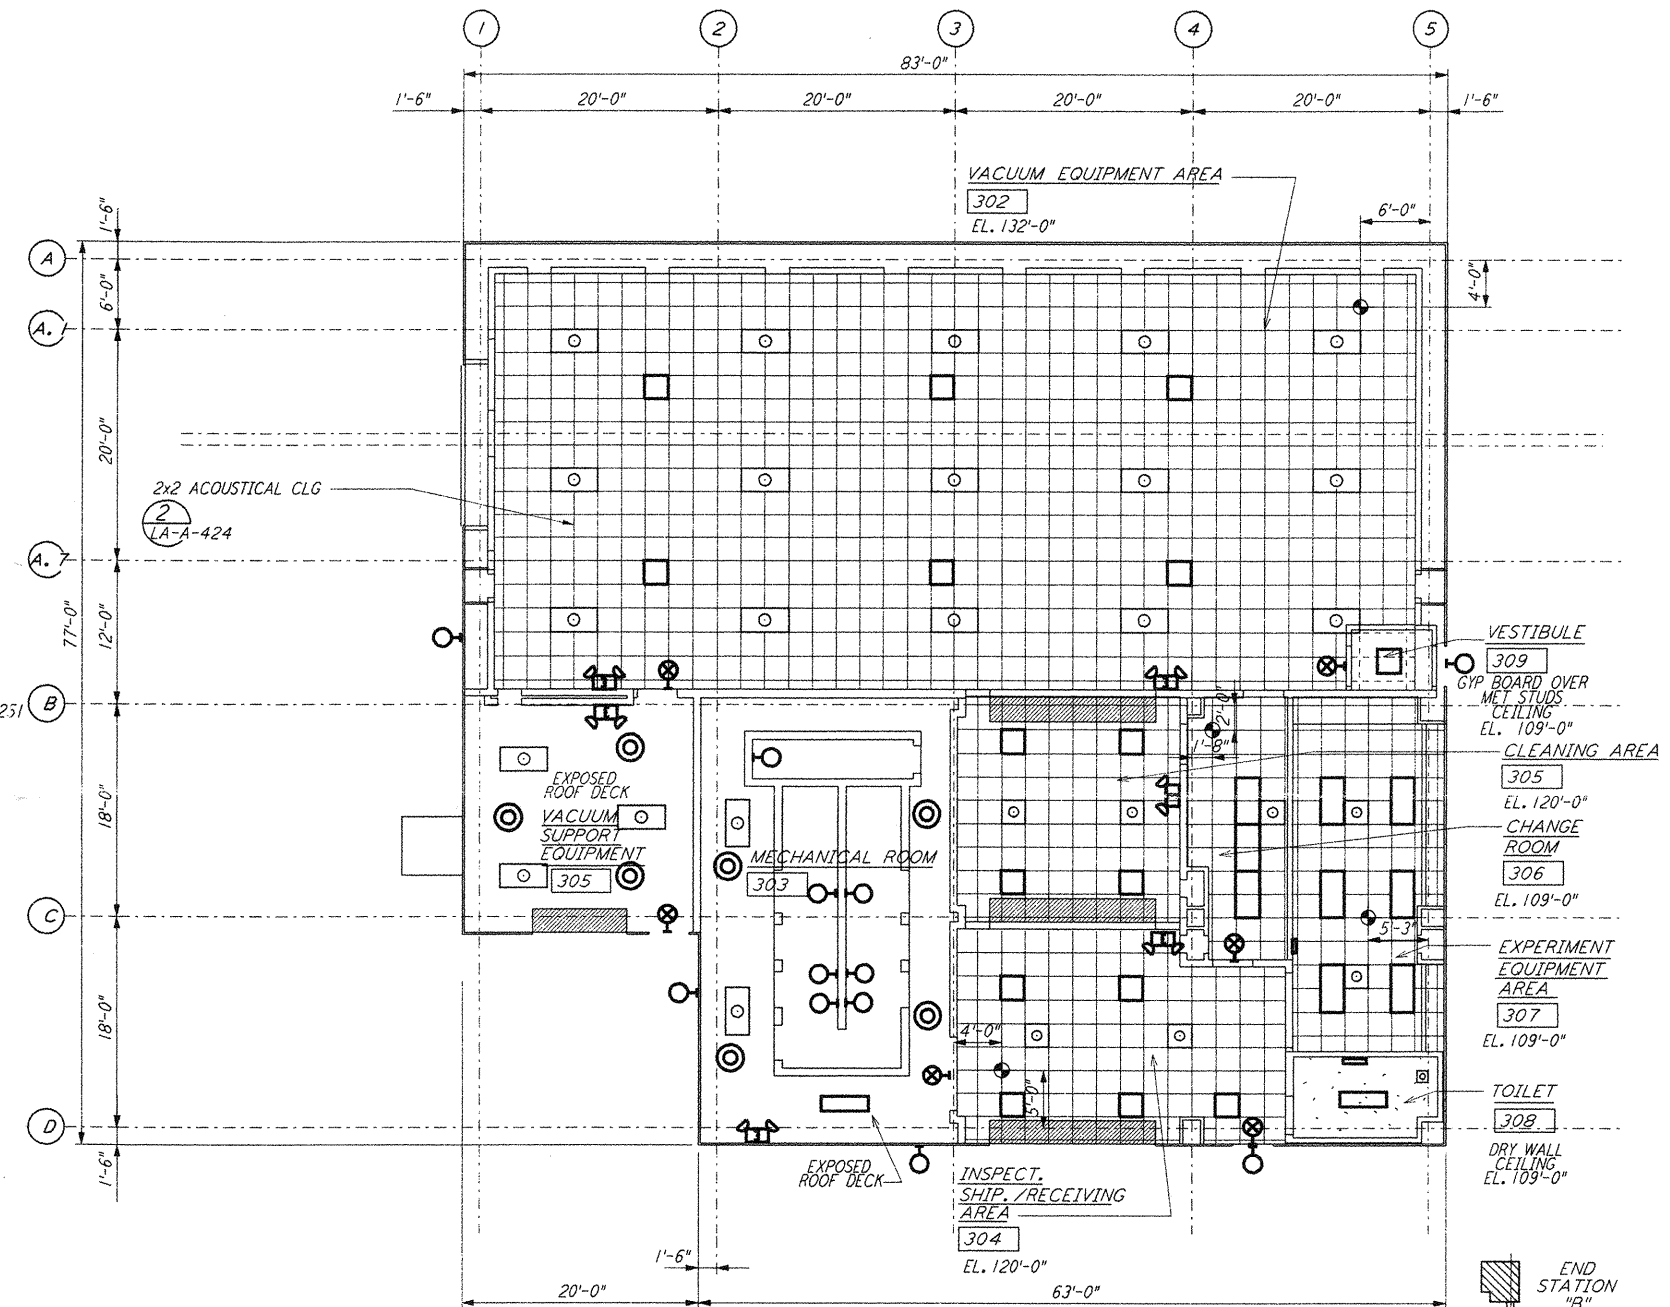 1
2
3
4
5
83'-0"
1'-6"
20'-0"
20'-0"
20'-0"
20'-0"
1'-6"
VACUUM EQUIPMENT AREA
302
EL. 132'-0"
6'-0"
1'-6"
A
4'-0"
6'-0"
A.1
20'-0"
2x2 ACOUSTICAL CLG
2
LA-A-424
A.7
77'-0"
12'-0"
VESTIBULE
309
GYP BOARD OVER
MET STUDS
CEILING
EL. 109'-0"
251
B
2'-0"
1'-8"
CLEANING AREA
305
EL. 120'-0"
EXPOSED
ROOF DECK
18'-0"
VACUUM
SUPPORT
EQUIPMENT
305
MECHANICAL ROOM
303
CHANGE
ROOM
306
EL. 109'-0"
C
5'-3"
EXPERIMENT
EQUIPMENT
AREA
307
EL. 109'-0"
18'-0"
4'-0"
5'-0"
TOILET
308
DRY WALL
CEILING
EL. 109'-0"
D
1'-6"
EXPOSED
ROOF DECK
INSPECT.
SHIP./RECEIVING
AREA
304
EL. 120'-0"
1'-6"
20'-0"
63'-0"
END
STATION
"B"